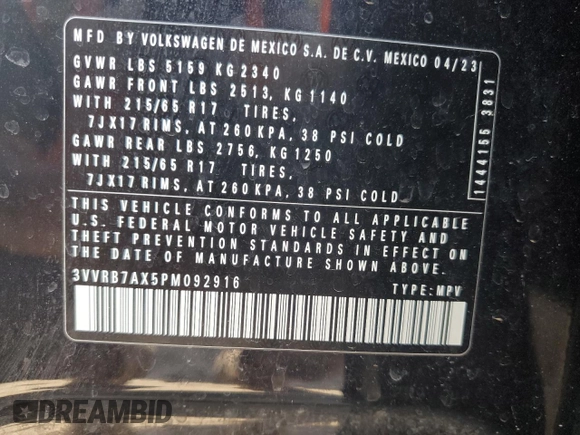 MFD BY VOLKSWAGEN DE MEXICO S.A. DE C.V. MEXICO 04/23
GVWR LBS 5159 KG 2340
GAWR FRONT LBS 2513, KG 1140
WITH 215/65 R17 TIRES,
7JX17 RIMS, AT 260 KPA, 38 PSI COLD
GAWR REAR LBS 2756, KG 1250
WITH 215/65 R17 TIRES,
7JX17 RIMS, AT 260 KPA, 38 PSI COLD
THIS VEHICLE CONFORMS TO ALL APPLICABLE
U.S. FEDERAL MOTOR VEHICLE SAFETY AND
THEFT PREVENTION STANDARDS IN EFFECT ON
THE DATE OF MANUFACTURE SHOWN ABOVE.
3VVRB7AX5PM092916 TYPE: MPV
1444155 3831
DREAMBID